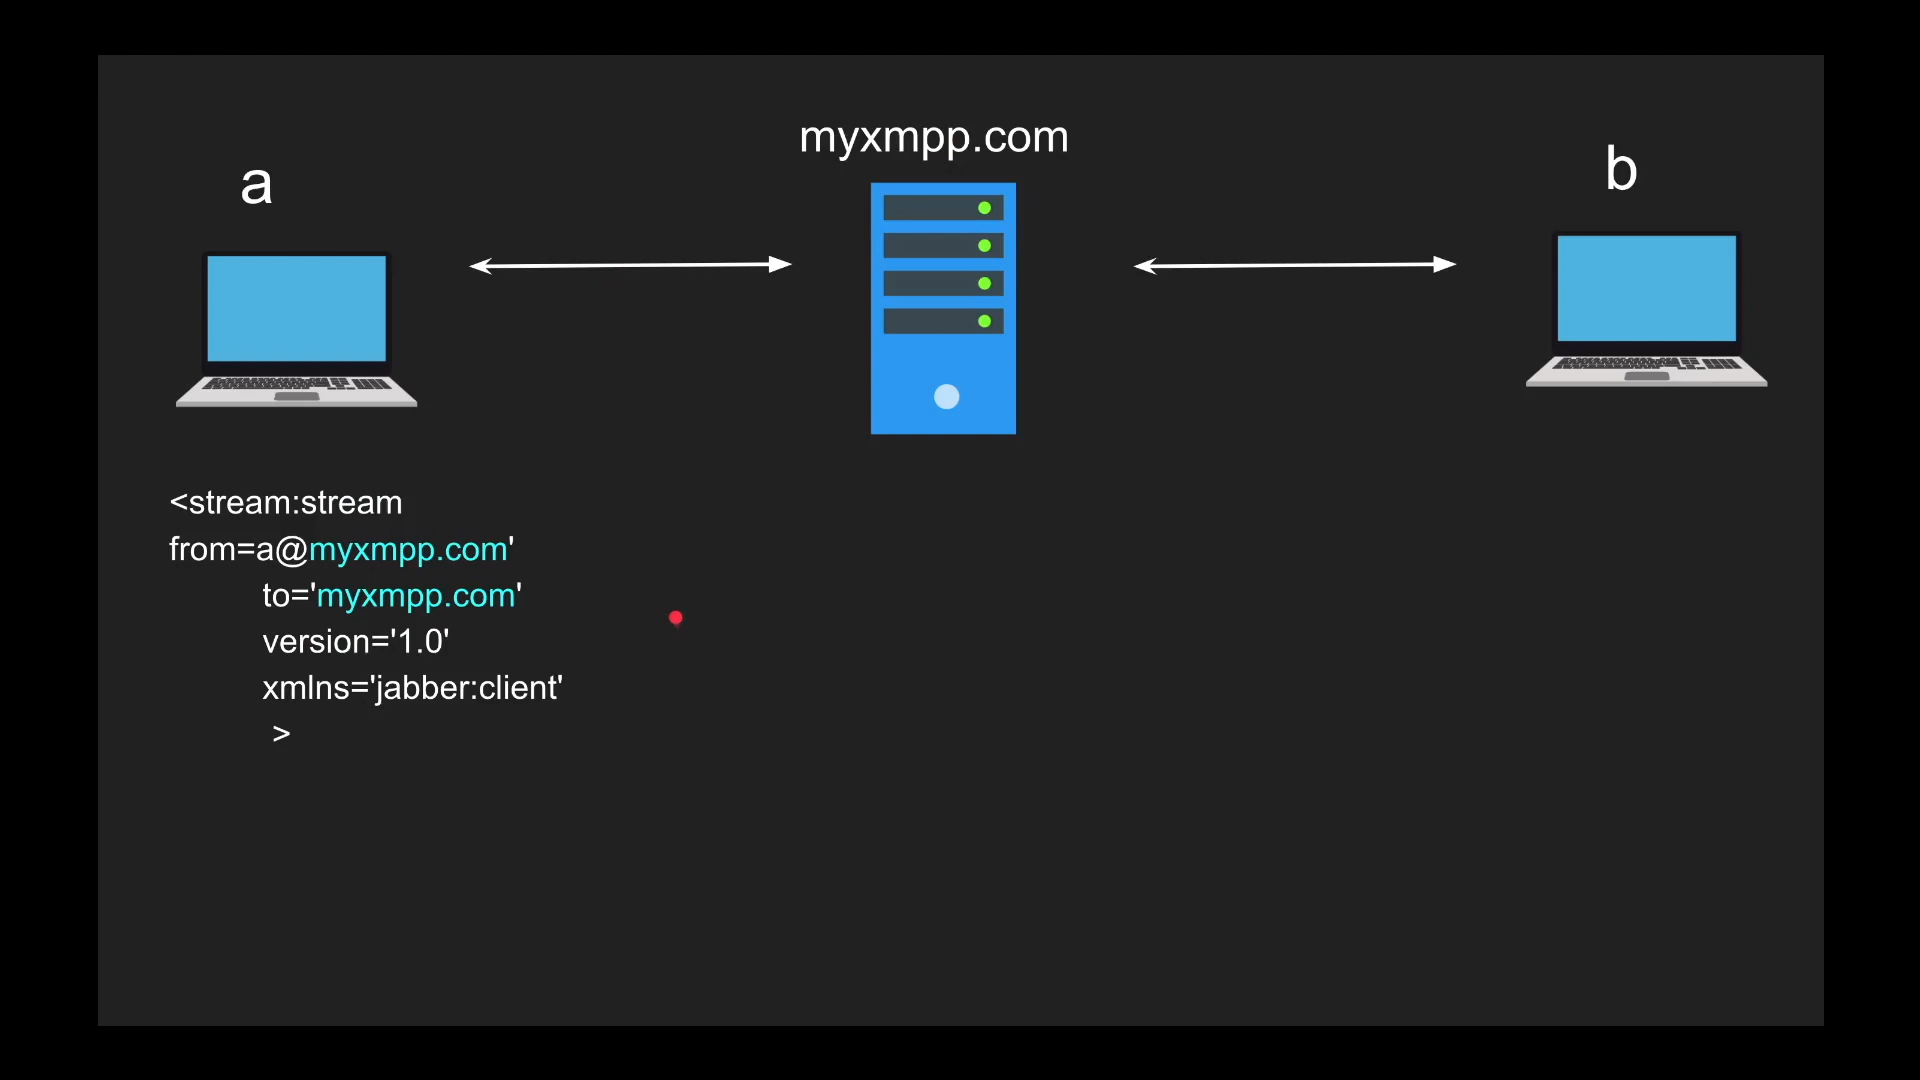 myxmpp.com
a
b
<stream:stream
from=a@myxmpp.com'
to='myxmpp.com'
version='1.0'
xmlns='jabber:client'
>